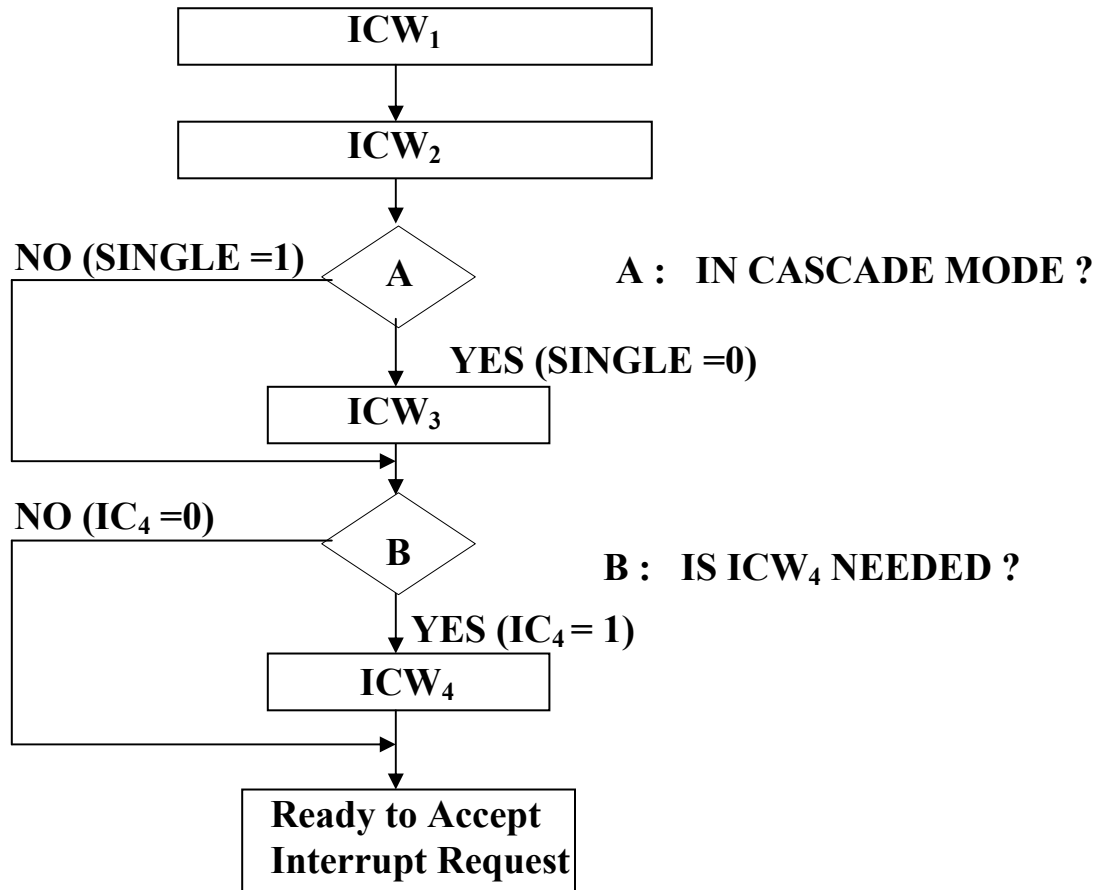 ICW₁
ICW₂
NO (SINGLE =1)
A
A : IN CASCADE MODE ?
YES (SINGLE =0)
ICW₃
NO (IC₄ =0)
B
B : IS ICW₄ NEEDED ?
YES (IC₄ = 1)
ICW₄
Ready to Accept
Interrupt Request